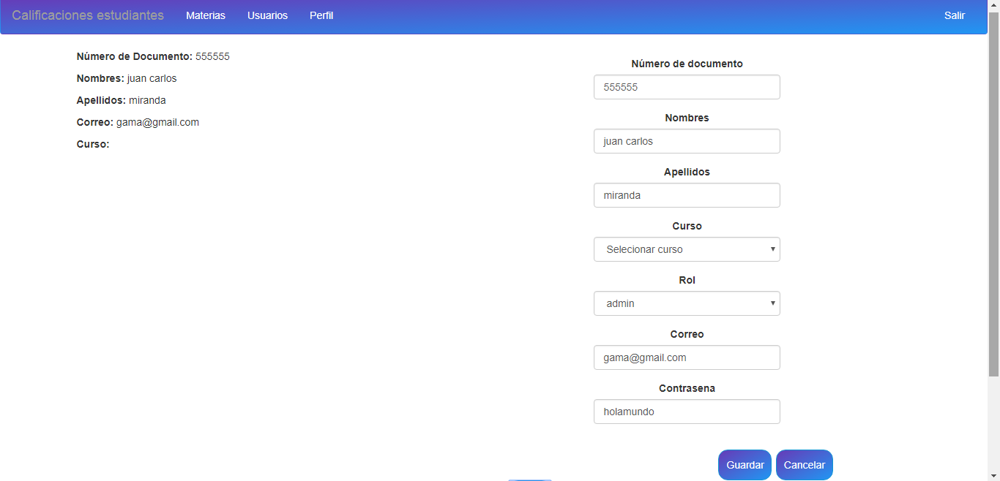 Calificaciones estudiantes Materias Usuarios Perfil Salir
Número de Documento: 555555
Nombres: juan carlos
Apellidos: miranda
Correo: gama@gmail.com
Curso:
Número de documento
555555
Nombres
juan carlos
Apellidos
miranda
Curso
Selecionar curso
Rol
admin
Correo
gama@gmail.com
Contrasena
holamundo
Guardar Cancelar